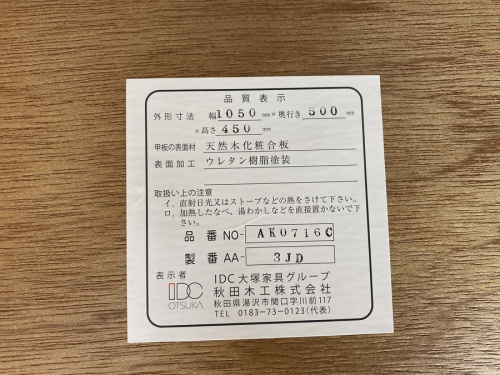 品質表示
外形寸法 幅1050mm×奥行き500mm
×高さ450mm
甲板の表面材 天然木化粧合板
表面加工 ウレタン樹脂塗装
取扱い上の注意
イ．直射日光又はストーブなどの熱をさけて下さい。
ロ．加熱したなべ、湯わかしなどを直接置かないで下
さい。
品番NO- AK0716C
製番AA- 3JD
表示者
IDC OTSUKA
IDC大塚家具グループ
秋田木工株式会社
秋田県湯沢市関口字川前117
TEL 0183-73-0123(代表)